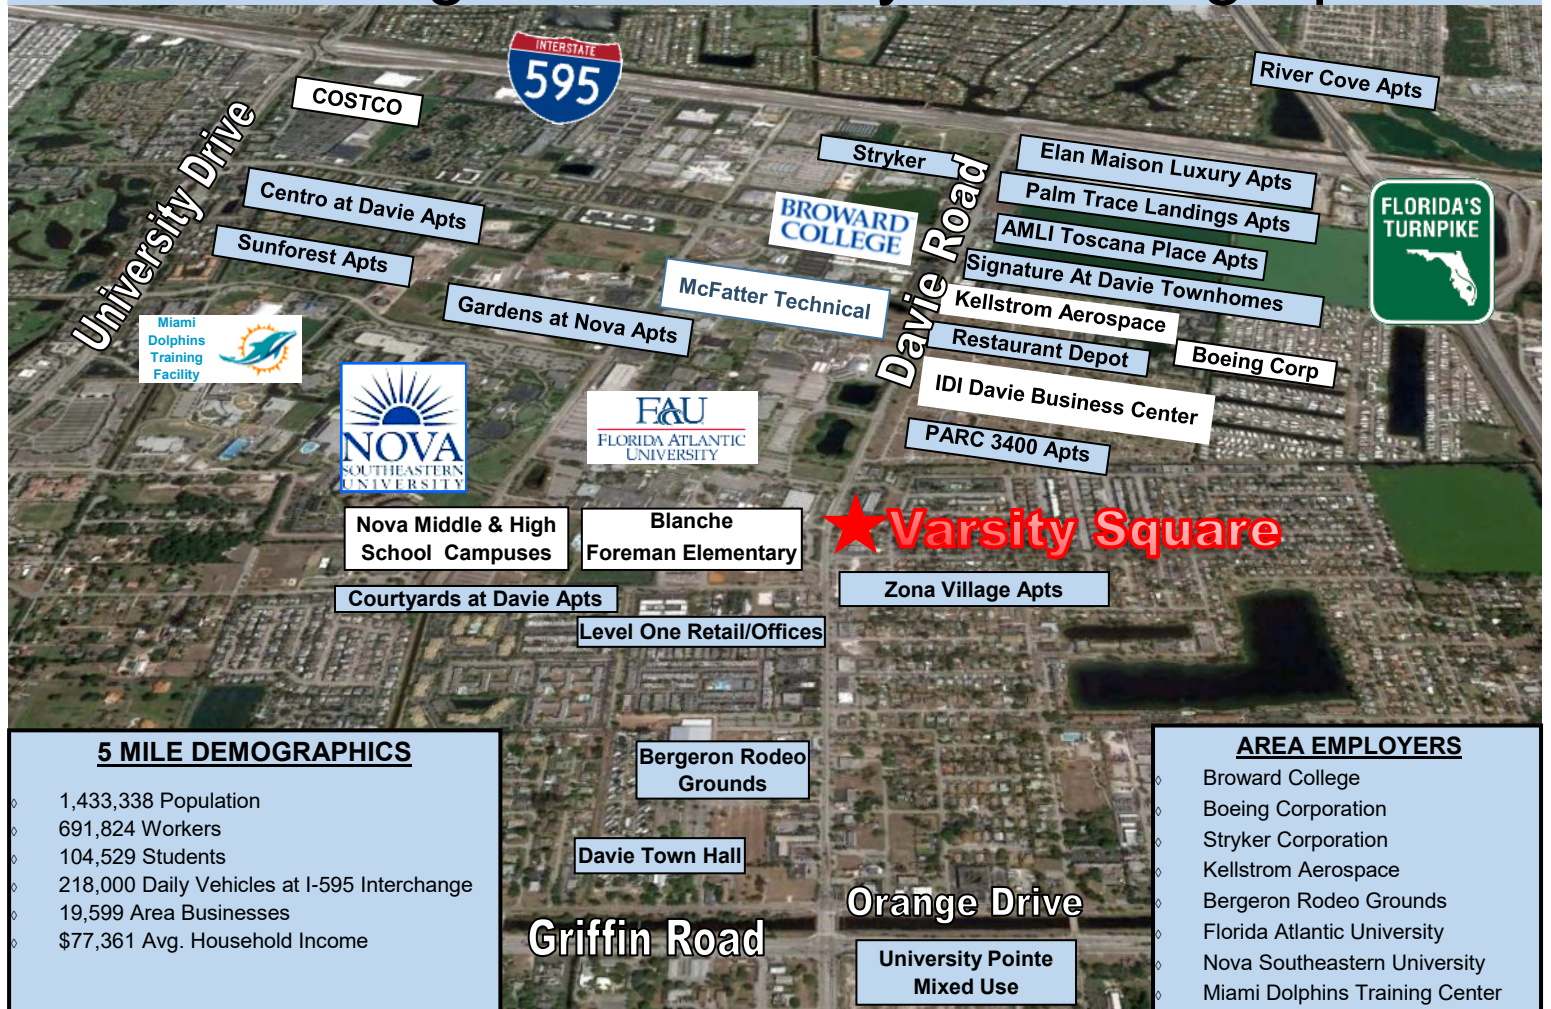 INTERSTATE
595
COSTCO
River Cove Apts
University Drive
Stryker
Davie Road
Elan Maison Luxury Apts
Centro at Davie Apts
BROWARD
COLLEGE
Palm Trace Landings Apts
FLORIDA'S
TURNPIKE
AMLI Toscana Place Apts
Sunforest Apts
Signature At Davie Townhomes
McFatter Technical
Kellstrom Aerospace
Gardens at Nova Apts
Restaurant Depot
Boeing Corp
Miami
Dolphins
Training
Facility
IDI Davie Business Center
NOVA
SOUTHEASTERN
UNIVERSITY
FAU
FLORIDA ATLANTIC
UNIVERSITY
PARC 3400 Apts
Nova Middle & High
School Campuses
Blanche
Foreman Elementary
Varsity Square
Zona Village Apts
Courtyards at Davie Apts
Level One Retail/Offices
Bergeron Rodeo
Grounds
Davie Town Hall
Orange Drive
Griffin Road
University Pointe
Mixed Use
5 MILE DEMOGRAPHICS
◊ 1,433,338 Population
◊ 691,824 Workers
◊ 104,529 Students
◊ 218,000 Daily Vehicles at I-595 Interchange
◊ 19,599 Area Businesses
◊ $77,361 Avg. Household Income
AREA EMPLOYERS
◊ Broward College
◊ Boeing Corporation
◊ Stryker Corporation
◊ Kellstrom Aerospace
◊ Bergeron Rodeo Grounds
◊ Florida Atlantic University
◊ Nova Southeastern University
◊ Miami Dolphins Training Center